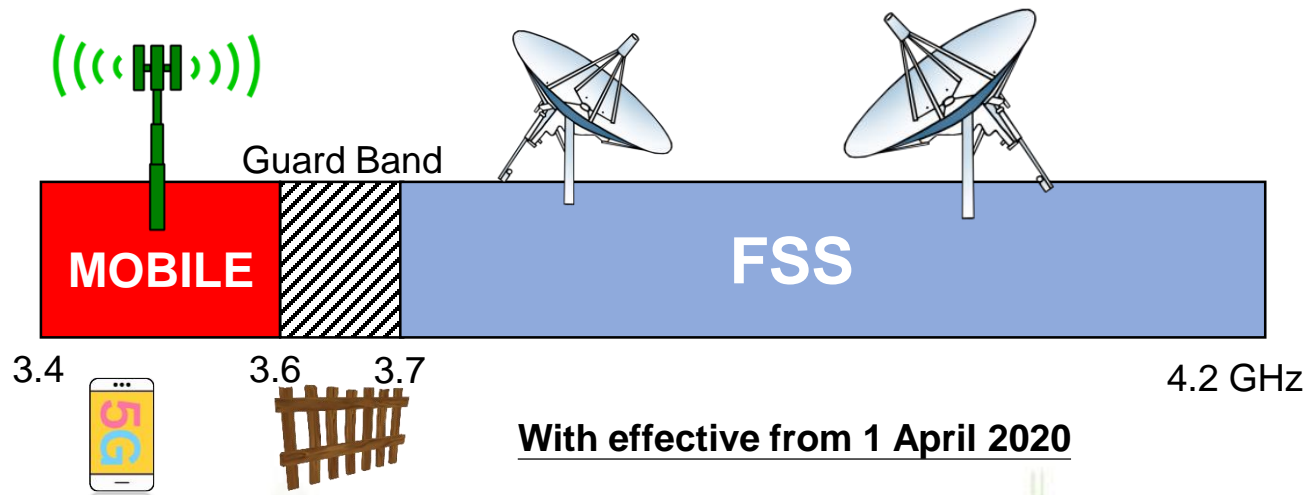 Guard Band
MOBILE
FSS
3.4
3.6
3.7
4.2 GHz
5G
With effective from 1 April 2020